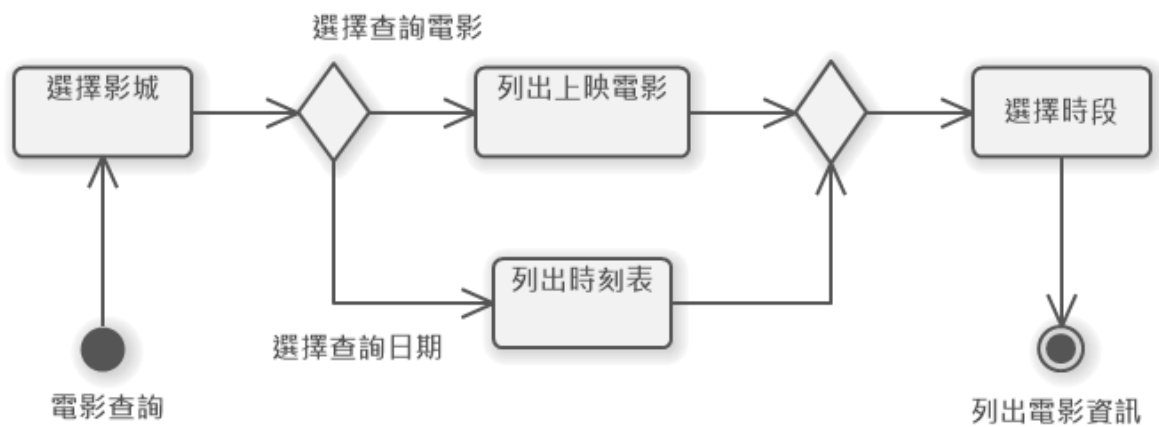 選擇查詢電影
選擇影城
列出上映電影
選擇時段
列出時刻表
選擇查詢日期
電影查詢
列出電影資訊